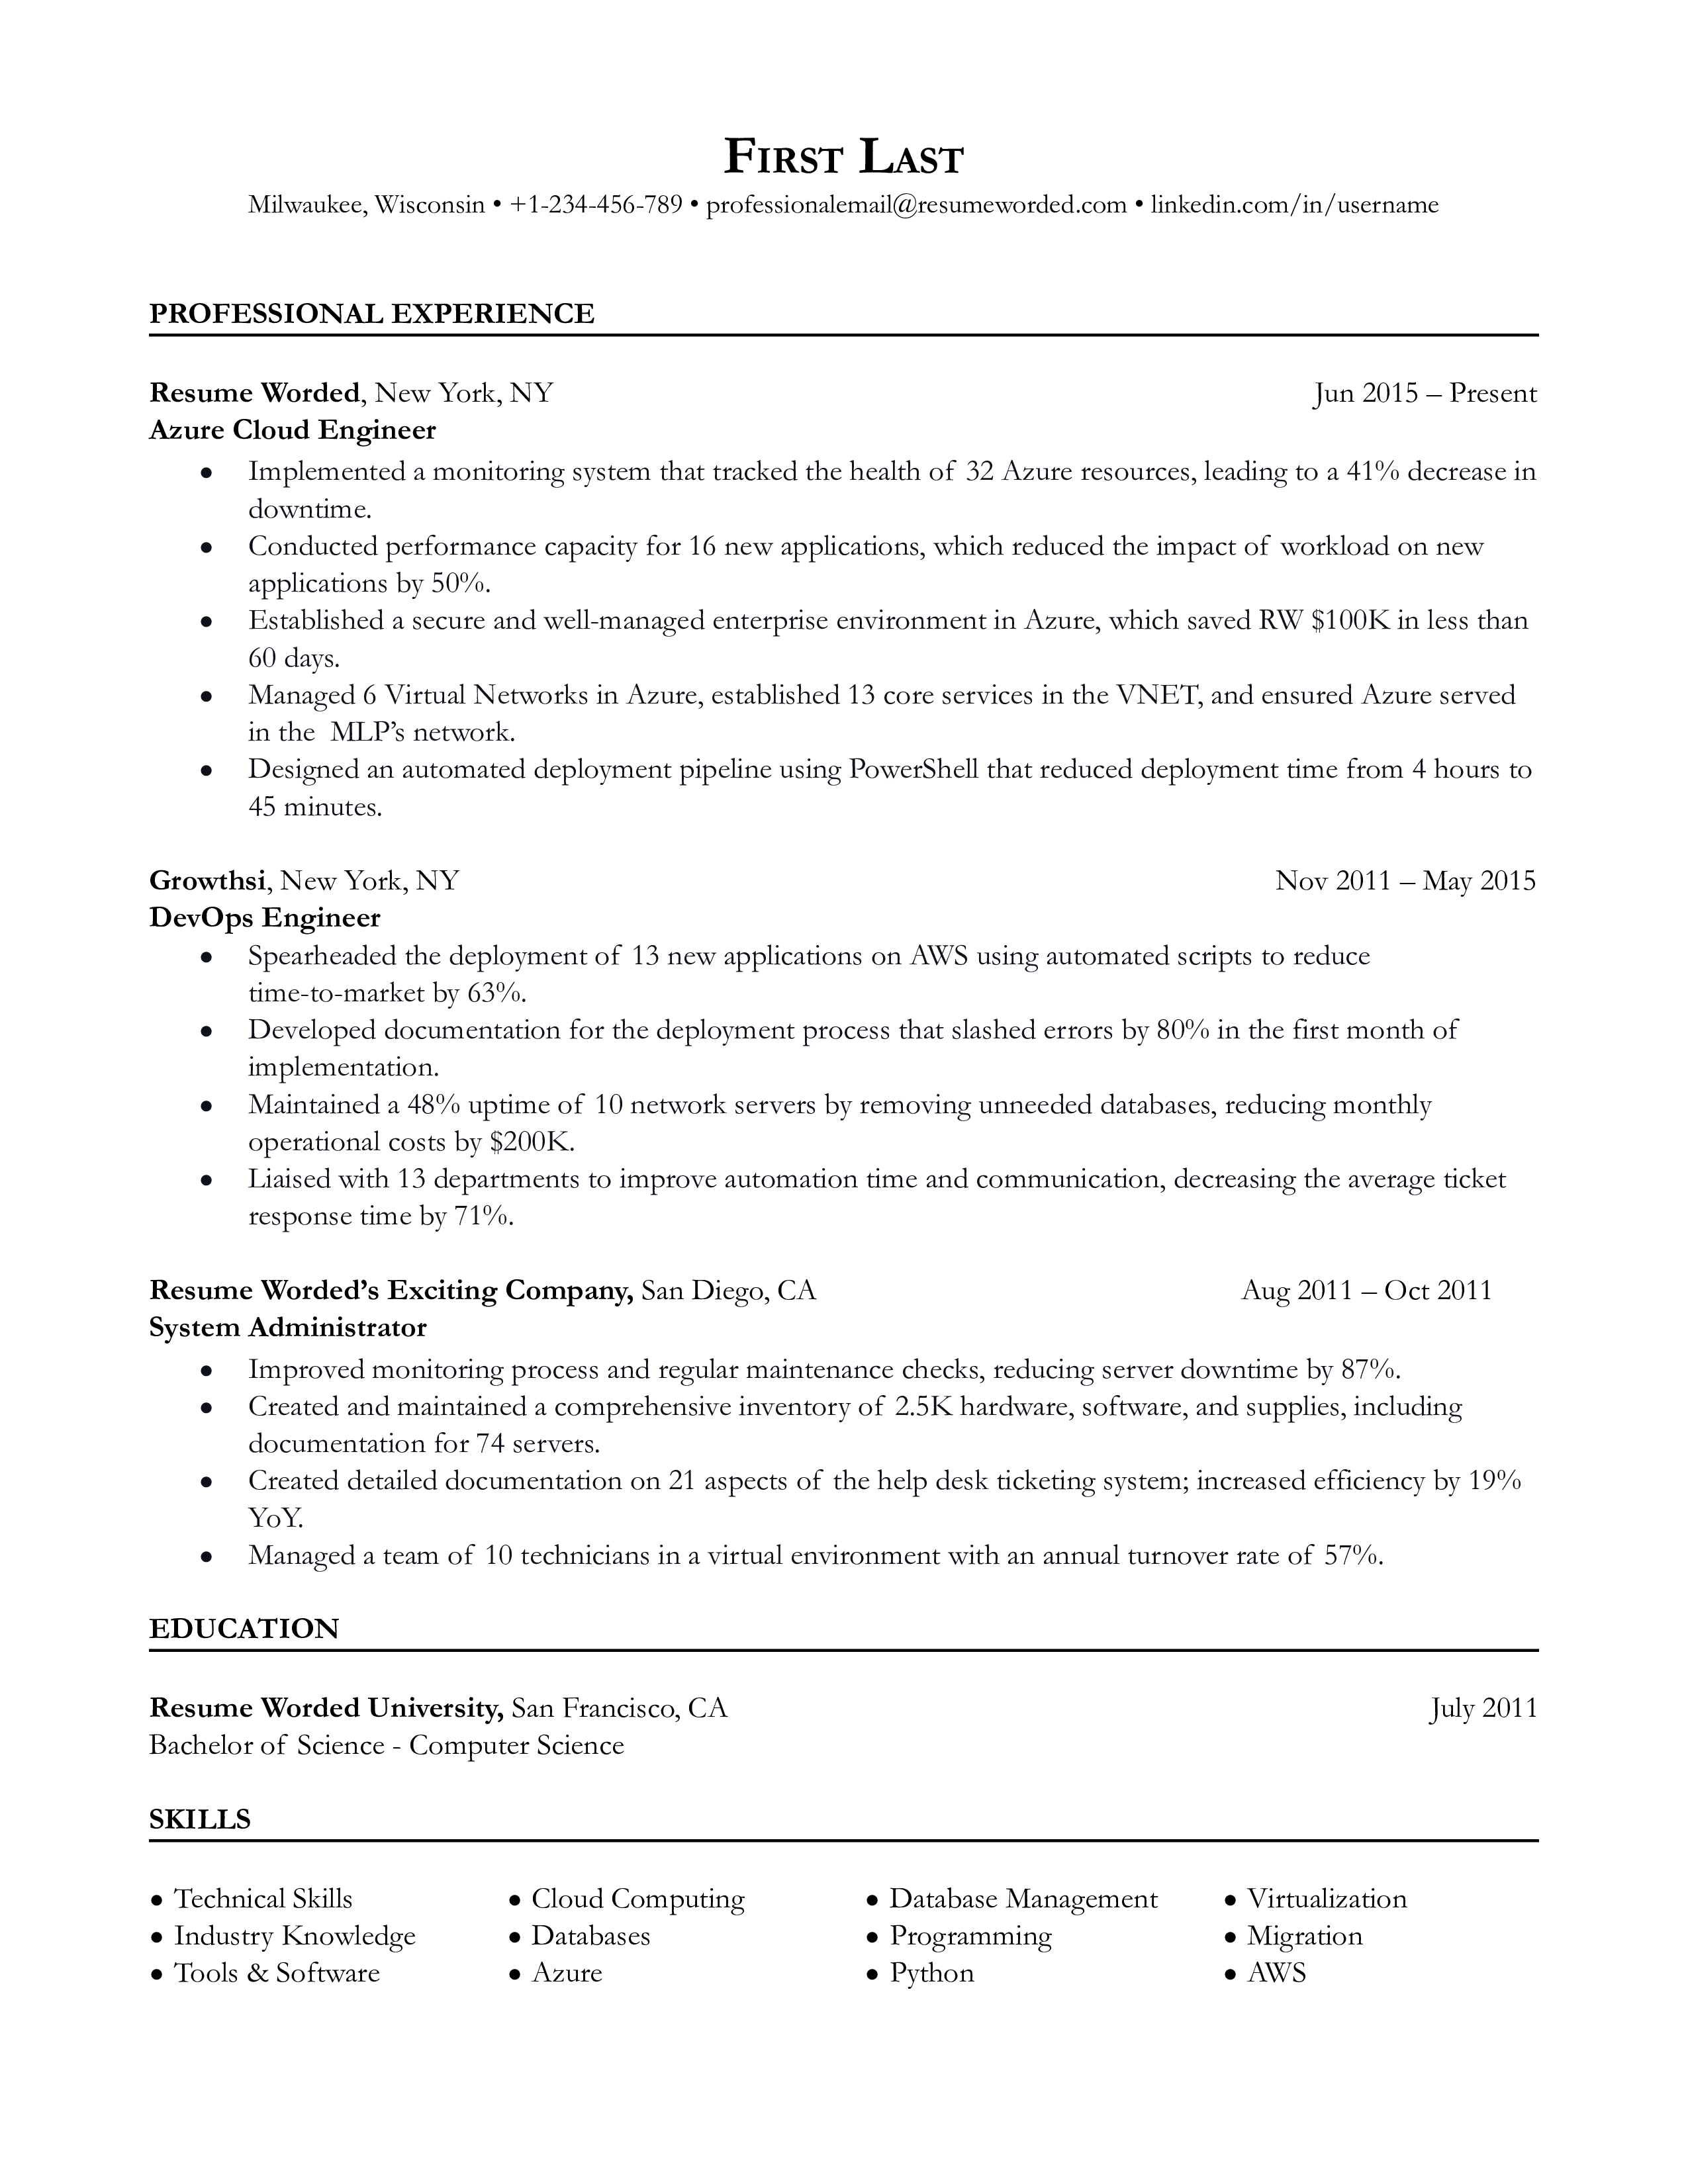 First Last
Milwaukee, Wisconsin • +1-234-456-789 • professionalemail@resumeworded.com • linkedin.com/in/username
PROFESSIONAL EXPERIENCE
Resume Worded, New York, NY Jun 2015 – Present
Azure Cloud Engineer
● Implemented a monitoring system that tracked the health of 32 Azure resources, leading to a 41% decrease in
downtime.
● Conducted performance capacity for 16 new applications, which reduced the impact of workload on new
applications by 50%.
● Established a secure and well-managed enterprise environment in Azure, which saved RW $100K in less than
60 days.
● Managed 6 Virtual Networks in Azure, established 13 core services in the VNET, and ensured Azure served
in the MLP’s network.
● Designed an automated deployment pipeline using PowerShell that reduced deployment time from 4 hours to
45 minutes.
Growthsi, New York, NY Nov 2011 – May 2015
DevOps Engineer
● Spearheaded the deployment of 13 new applications on AWS using automated scripts to reduce
time-to-market by 63%.
● Developed documentation for the deployment process that slashed errors by 80% in the first month of
implementation.
● Maintained a 48% uptime of 10 network servers by removing unneeded databases, reducing monthly
operational costs by $200K.
● Liaised with 13 departments to improve automation time and communication, decreasing the average ticket
response time by 71%.
Resume Worded’s Exciting Company, San Diego, CA Aug 2011 – Oct 2011
System Administrator
● Improved monitoring process and regular maintenance checks, reducing server downtime by 87%.
● Created and maintained a comprehensive inventory of 2.5K hardware, software, and supplies, including
documentation for 74 servers.
● Created detailed documentation on 21 aspects of the help desk ticketing system; increased efficiency by 19%
YoY.
● Managed a team of 10 technicians in a virtual environment with an annual turnover rate of 57%.
EDUCATION
Resume Worded University, San Francisco, CA July 2011
Bachelor of Science - Computer Science
SKILLS
● Technical Skills ● Cloud Computing ● Database Management ● Virtualization
● Industry Knowledge ● Databases ● Programming ● Migration
● Tools & Software ● Azure ● Python ● AWS